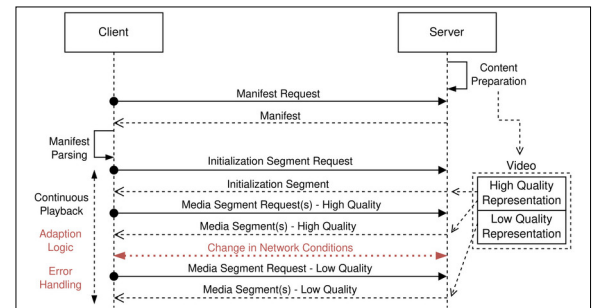 Client
Server
Content
Preparation
Manifest Request
Manifest
Manifest
Parsing
Initialization Segment Request
Video
Initialization Segment
High Quality
Representation
Continuous
Playback
Media Segment Request(s) - High Quality
Low Quality
Representation
Media Segment(s) - High Quality
Adaption
Logic
Change in Network Conditions
Error
Handling
Media Segment Request - Low Quality
Media Segment(s) - Low Quality